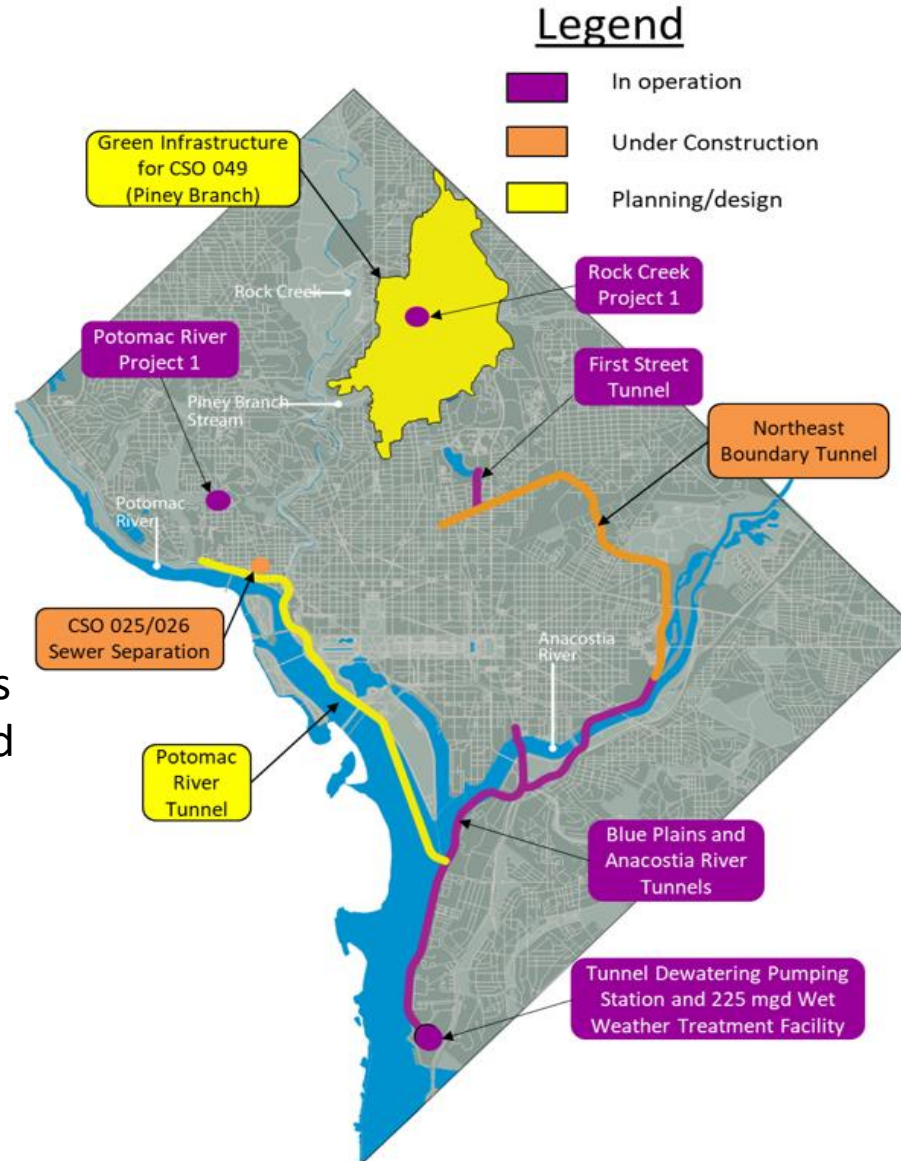 Legend
In operation
Under Construction
Planning/design
Green Infrastructure
for CSO 049
(Piney Branch)
Rock Creek
Rock Creek
Project 1
Potomac River
Project 1
First Street
Tunnel
Piney Branch
Stream
Northeast
Boundary Tunnel
Potomac
River
CSO 025/026
Sewer Separation
Anacostia
River
s
d
Potomac
River
Tunnel
Blue Plains and
Anacostia River
Tunnels
Tunnel Dewatering Pumping
Station and 225 mgd Wet
Weather Treatment Facility